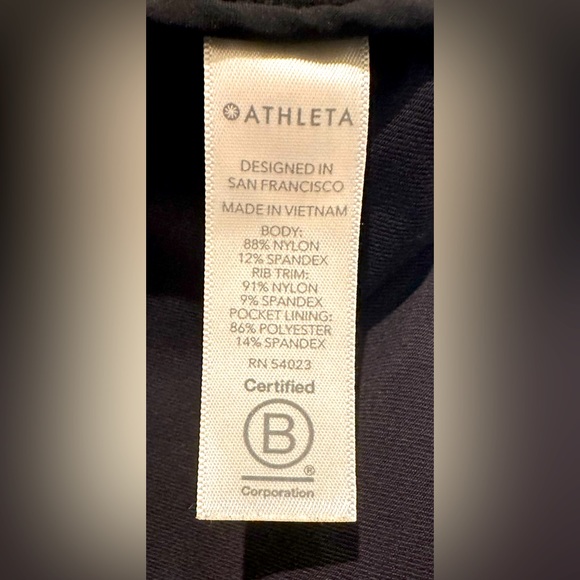 ATHLETA
DESIGNED IN
SAN FRANCISCO
MADE IN VIETNAM
BODY:
88% NYLON
12% SPANDEX
RIB TRIM:
91% NYLON
9% SPANDEX
POCKET LINING:
86% POLYESTER
14% SPANDEX
RN 54023
Certified
B
®
Corporation